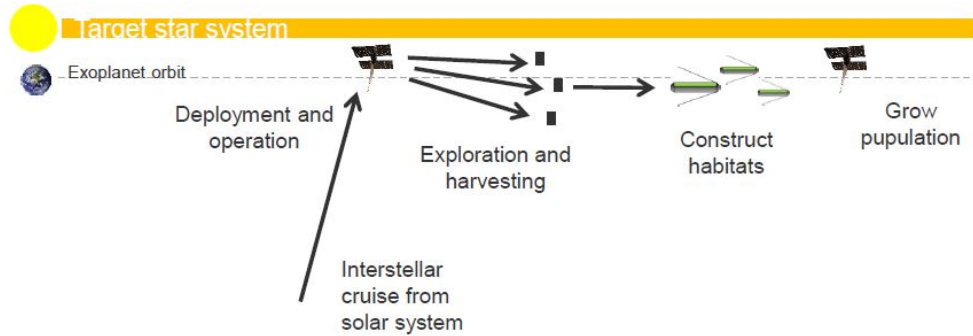 Target star system
Exoplanet orbit
Deployment and
operation
Exploration and
harvesting
Construct
habitats
Grow
pupulation
Interstellar
cruise from
solar system